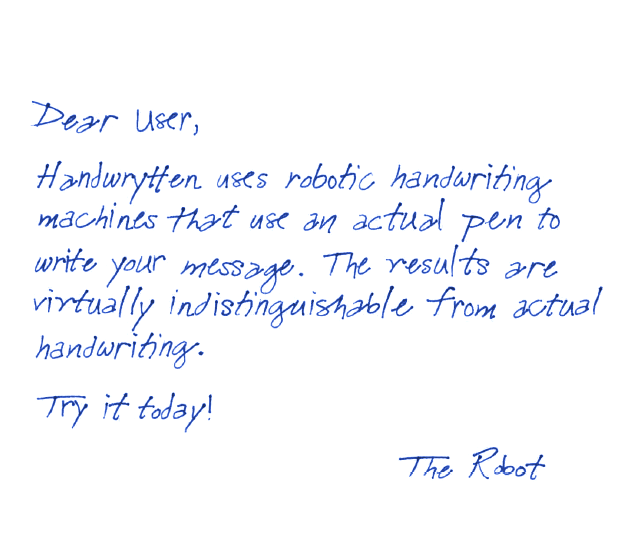 Dear User,
Handwrytten uses robotic handwriting
machines that use an actual pen to
write your message. The results are
virtually indistinguishable from actual
handwriting.
Try it today!
The Robot